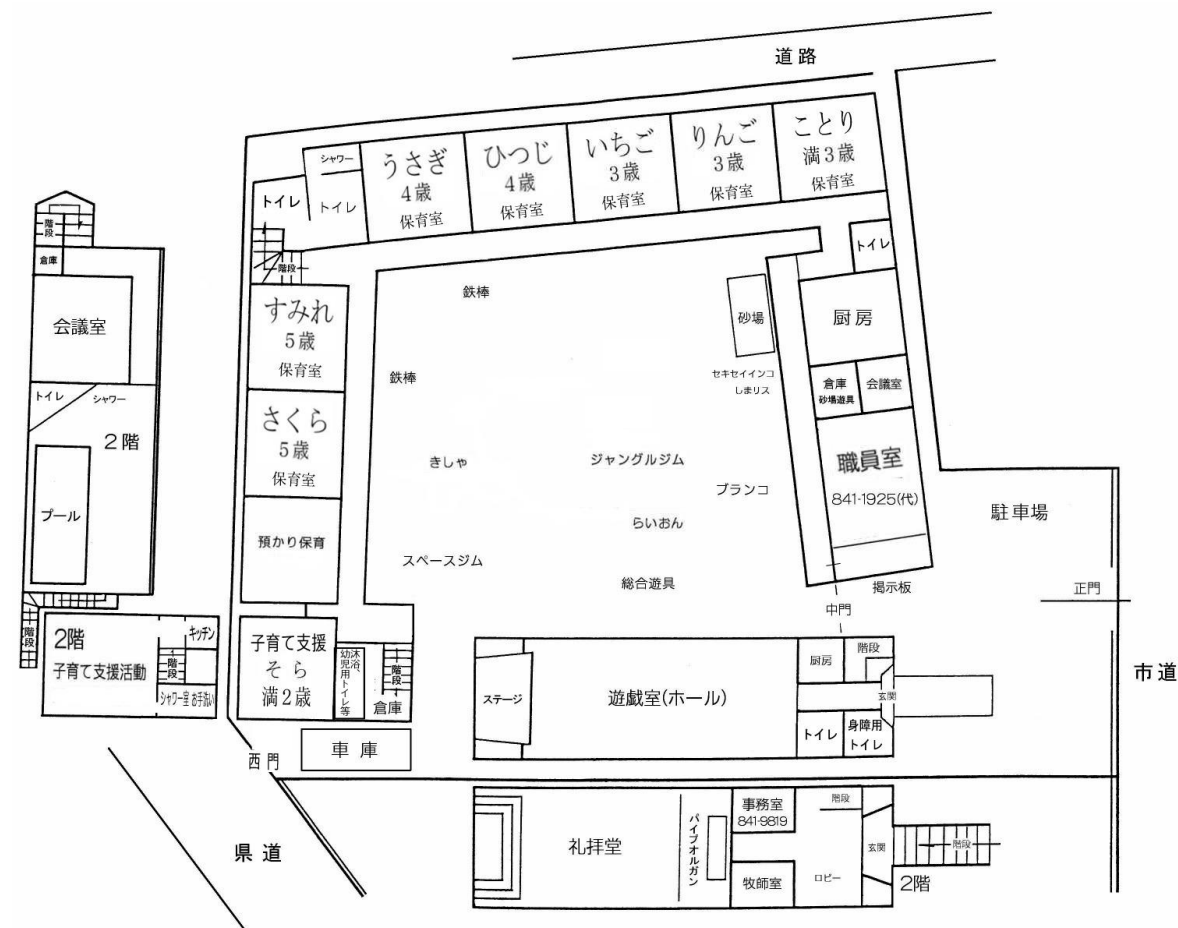 道路
うさぎ
4歳
保育室
ひつじ
4歳
保育室
いちご
3歳
保育室
りんご
3歳
保育室
ことり
満3歳
保育室
シャワー
トイレ
トイレ
階段
トイレ
階段
倉庫
会議室
トイレ
シャワー
2階
プール
階段
すみれ
5歳
保育室
さくら
5歳
保育室
預かり保育
鉄棒
鉄棒
砂場
セキセイインコ
しまリス
きしゃ
ジャングルジム
ブランコ
らいおん
スペースジム
総合遊具
厨房
倉庫
砂場遊具
会議室
職員室
841-1925(代)
掲示板
中門
駐車場
正門
市道
2階
子育て支援活動
キッチン
階段
シャワー室
お手洗い
子育て支援
そら
満2歳
沐浴、
幼児用トイレ等
階段
倉庫
車庫
西門
県道
ステージ
遊戯室(ホール)
厨房
階段
玄関
トイレ
身障用
トイレ
礼拝堂
パイプオルガン
事務室
841-9819
牧師室
階段
ロビー
玄関
階段
2階